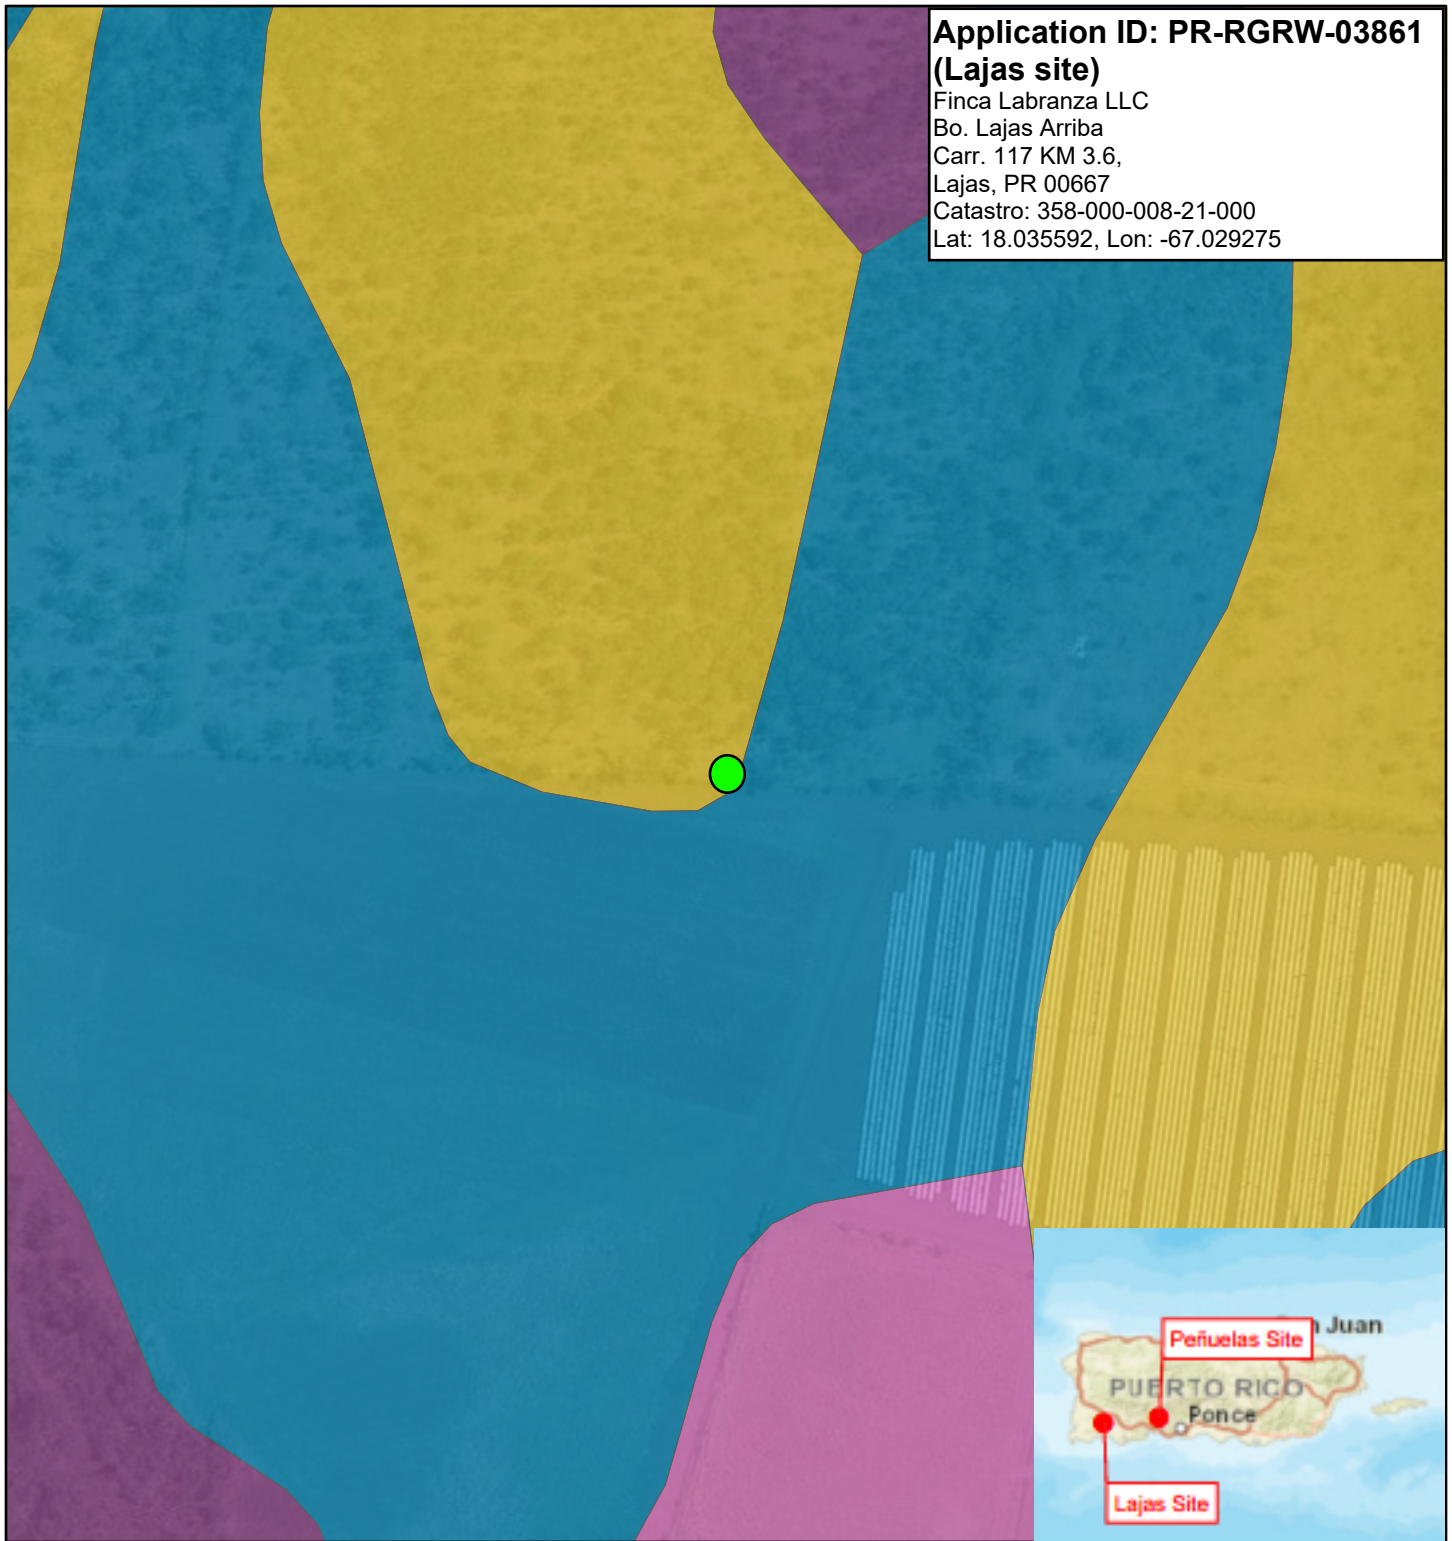 Application ID: PR-RGRW-03861
(Lajas site)
Finca Labranza LLC
Bo. Lajas Arriba
Carr. 117 KM 3.6,
Lajas, PR 00667
Catastro: 358-000-008-21-000
Lat: 18.035592, Lon: -67.029275
n Juan
Peñuelas Site
PUERTO RICO
Ponce
Lajas Site